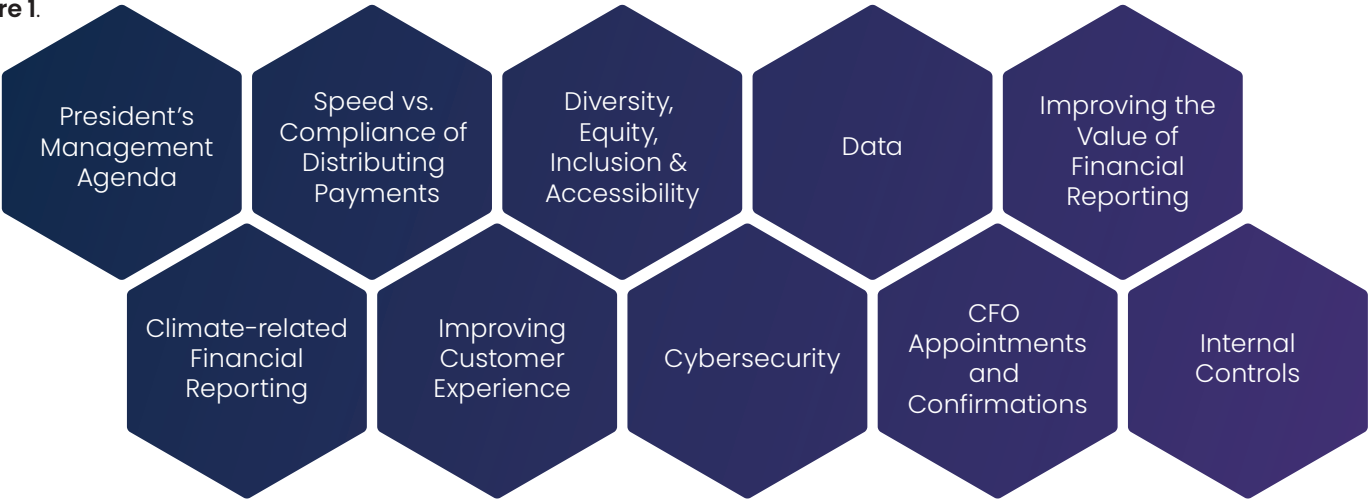 re 1.
President's
Management
Agenda
Speed vs.
Compliance of
Distributing
Payments
Diversity,
Equity,
Inclusion &
Accessibility
Data
Improving the
Value of
Financial
Reporting
Climate-related
Financial
Reporting
Improving
Customer
Experience
Cybersecurity
CFO
Appointments
and
Confirmations
Internal
Controls